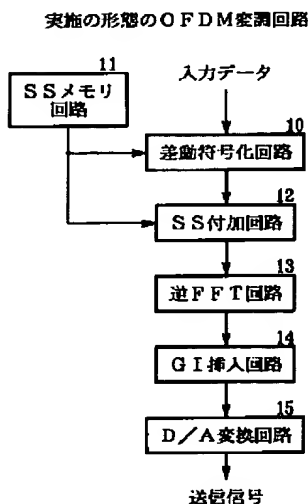 実施の形態のOFDM変調回路
11
SSメモリ
回路
入力データ
10
差動符号化回路
12
SS付加回路
13
逆FFT回路
14
GI挿入回路
15
D/A変換回路
送信信号